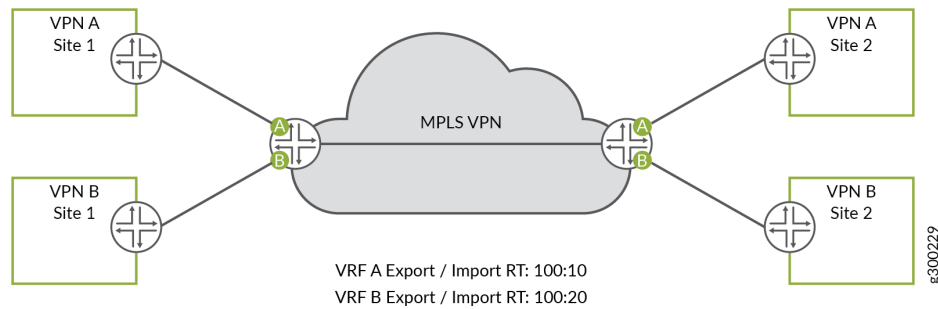 VPN A
Site 1
VPN A
Site 2
A
MPLS VPN
A
B
B
VPN B
Site 1
VPN B
Site 2
VRF A Export / Import RT: 100:10
VRF B Export / Import RT: 100:20
g300229